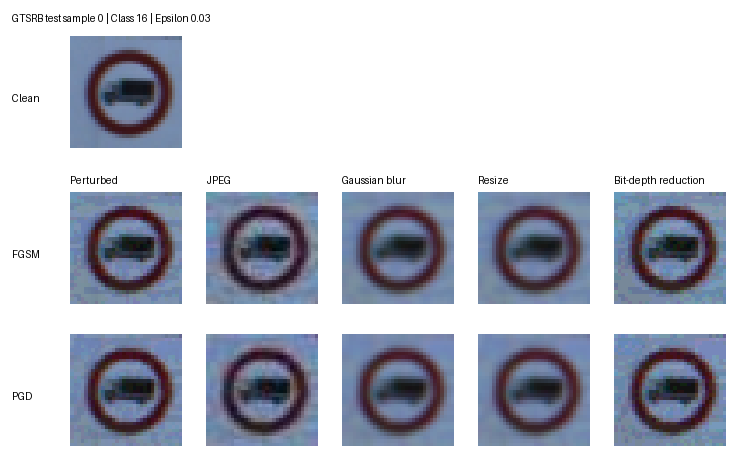 GTSRB test sample 0 | Class 16 | Epsilon 0.03
Clean
Perturbed JPEG Gaussian blur Resize Bit-depth reduction
FGSM
PGD